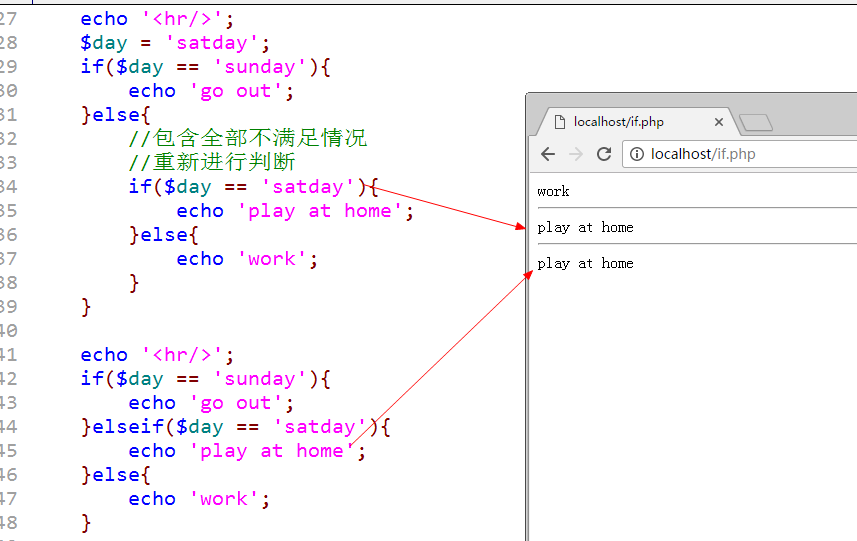 27 echo '<hr/>';
28 $day = 'satday';
29 if($day == 'sunday'){
30 echo 'go out';
31 }else{
32 //包含全部不满足情况
33 //重新进行判断
34 if($day == 'satday'){
35 echo 'play at home';
36 }else{
37 echo 'work';
38 }
39 }
40
41 echo '<hr/>';
42 if($day == 'sunday'){
43 echo 'go out';
44 }elseif($day == 'satday'){
45 echo 'play at home';
46 }else{
47 echo 'work';
48 }
localhost/if.php
localhost/if.php
work
play at home
play at home